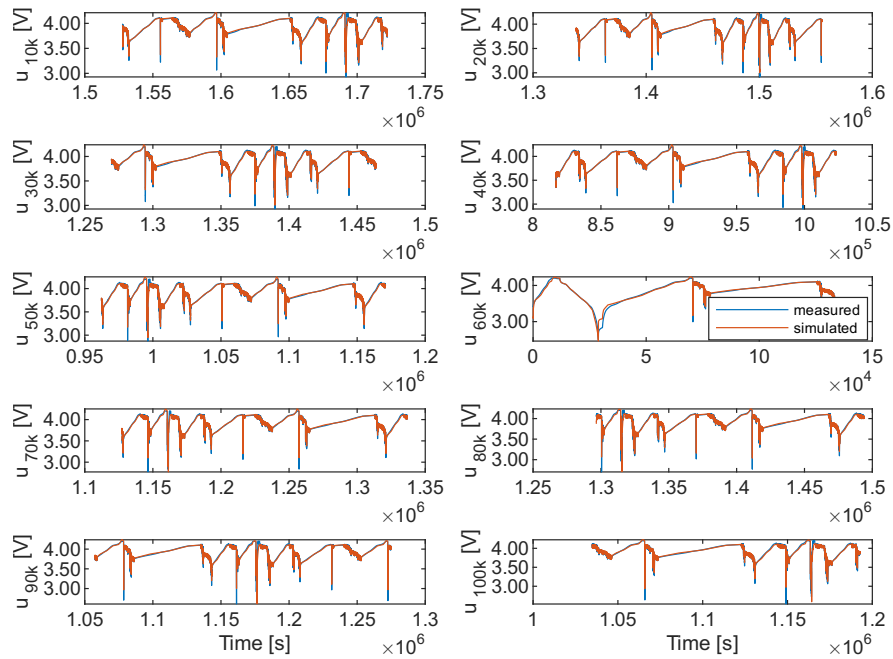 4.00
3.50
3.00
u 10k [V]
1.5 1.55 1.6 1.65 1.7 1.75
×10^6
4.00
3.50
3.00
u 20k [V]
1.3 1.4 1.5 1.6
×10^6
4.00
3.50
3.00
u 30k [V]
1.25 1.3 1.35 1.4 1.45 1.5
×10^6
4.00
3.50
3.00
u 40k [V]
8 8.5 9 9.5 10 10.5
×10^5
4.00
3.50
3.00
u 50k [V]
0.95 1 1.05 1.1 1.15 1.2
×10^6
4.00
3.00
u 60k [V]
measured
simulated
0 5 10 15
×10^4
4.00
3.50
3.00
u 70k [V]
1.1 1.15 1.2 1.25 1.3 1.35
×10^6
4.00
3.50
3.00
u 80k [V]
1.25 1.3 1.35 1.4 1.45 1.5
×10^6
4.00
3.50
3.00
u 90k [V]
1.05 1.1 1.15 1.2 1.25 1.3
Time [s]
×10^6
4.00
3.00
u 100k [V]
1 1.05 1.1 1.15 1.2
Time [s]
×10^6